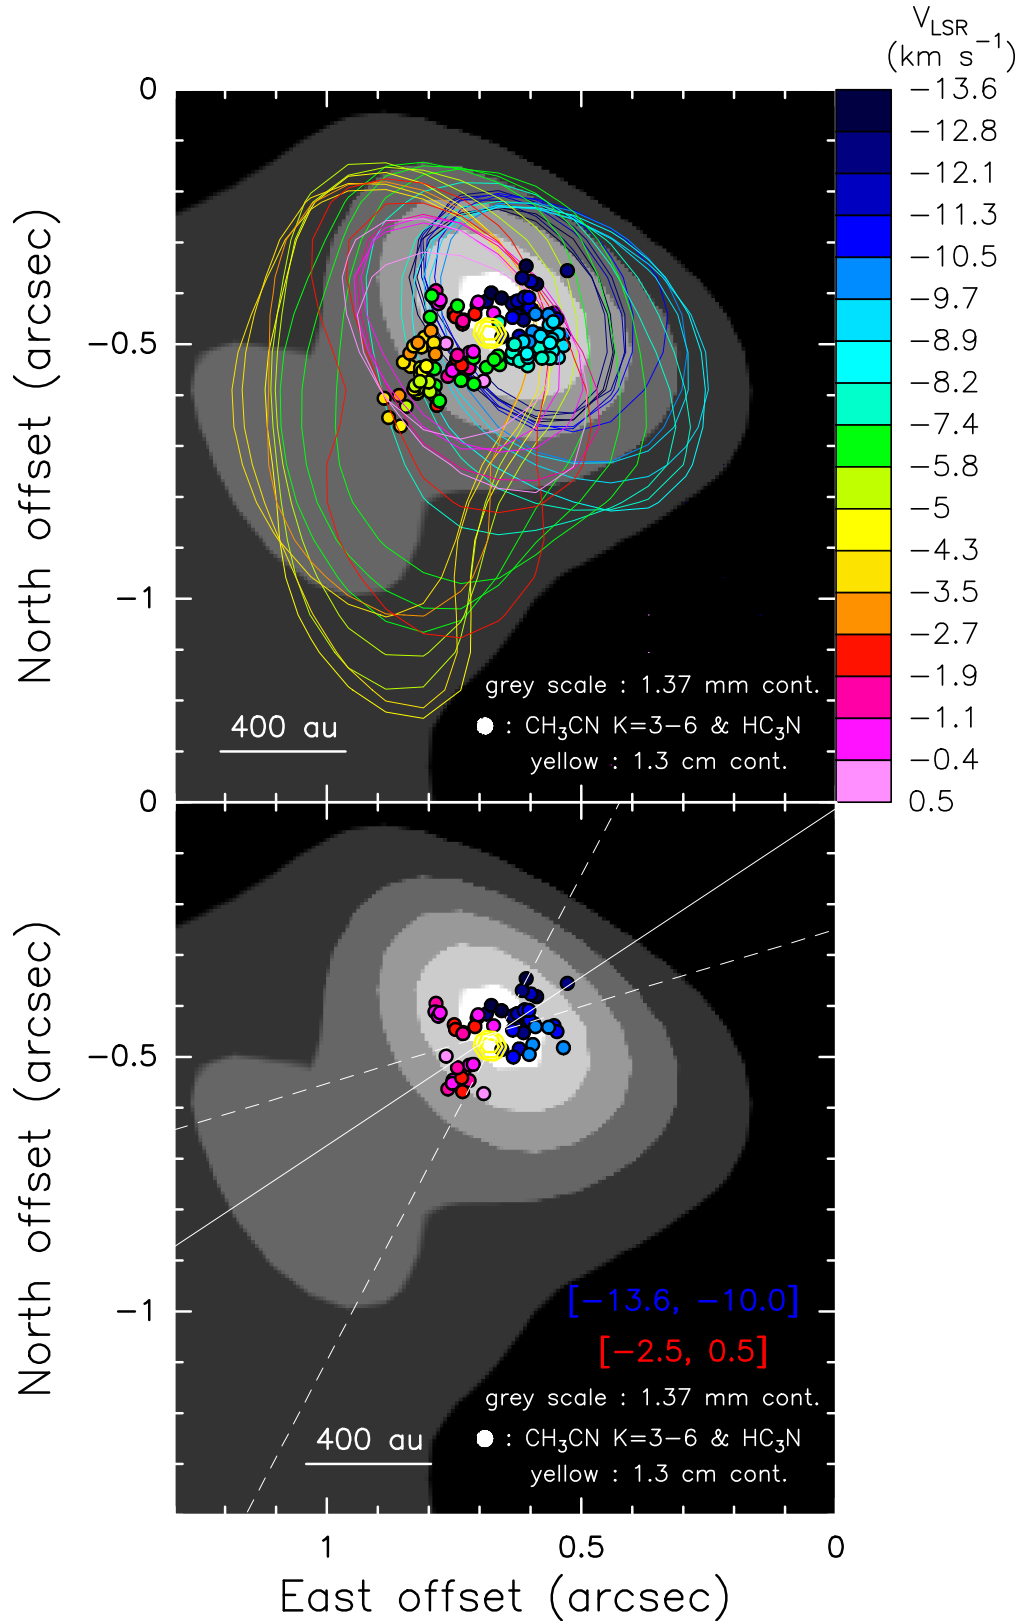 V_LSR
(km s⁻¹)
0
−0.5
−1
North offset (arcsec)
−13.6
−12.8
−12.1
−11.3
−10.5
−9.7
−8.9
−8.2
−7.4
−5.8
−5
−4.3
−3.5
−2.7
−1.9
−1.1
−0.4
0.5
grey scale : 1.37 mm cont.
400 au
: CH₃CN K=3−6 & HC₃N
yellow : 1.3 cm cont.
0
−0.5
−1
North offset (arcsec)
[−13.6, −10.0]
[−2.5, 0.5]
grey scale : 1.37 mm cont.
400 au
: CH₃CN K=3−6 & HC₃N
yellow : 1.3 cm cont.
1 0.5 0
East offset (arcsec)